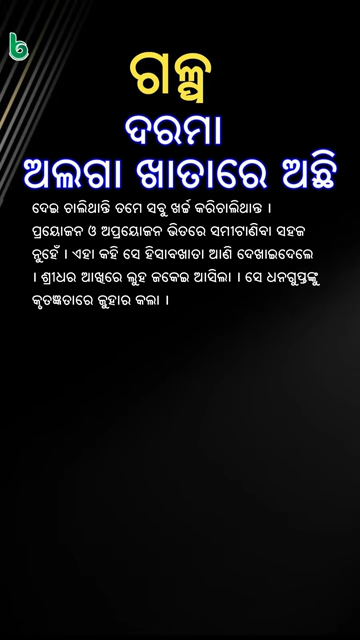 ଗଳ୍ପ
ଦରମା
ଅଲଗା ଖାତାରେ ଅଛି
ଦେଇ ଚାଲିଥାନ୍ତି ତମେ ସବୁ ଖର୍ଚ୍ଚ କରିଚାଲିଥାନ୍ତ ।
ପ୍ରୟୋଜନ ଓ ଅପ୍ରୟୋଜନ ଭିତରେ ସମୀଟାଣିବା ସହଜ
ନୁହେଁ । ଏହା କହି ସେ ହିସାବଖାତା ଆଣି ଦେଖାଇଦେଲେ
। ଶ୍ରୀଧର ଆଖିରେ ଲୁହ ଜକେଇ ଆସିଲା । ସେ ଧନଗୁପ୍ତଙ୍କୁ
କୃତଜ୍ଞତାରେ ଜୁହାର କଲା ।